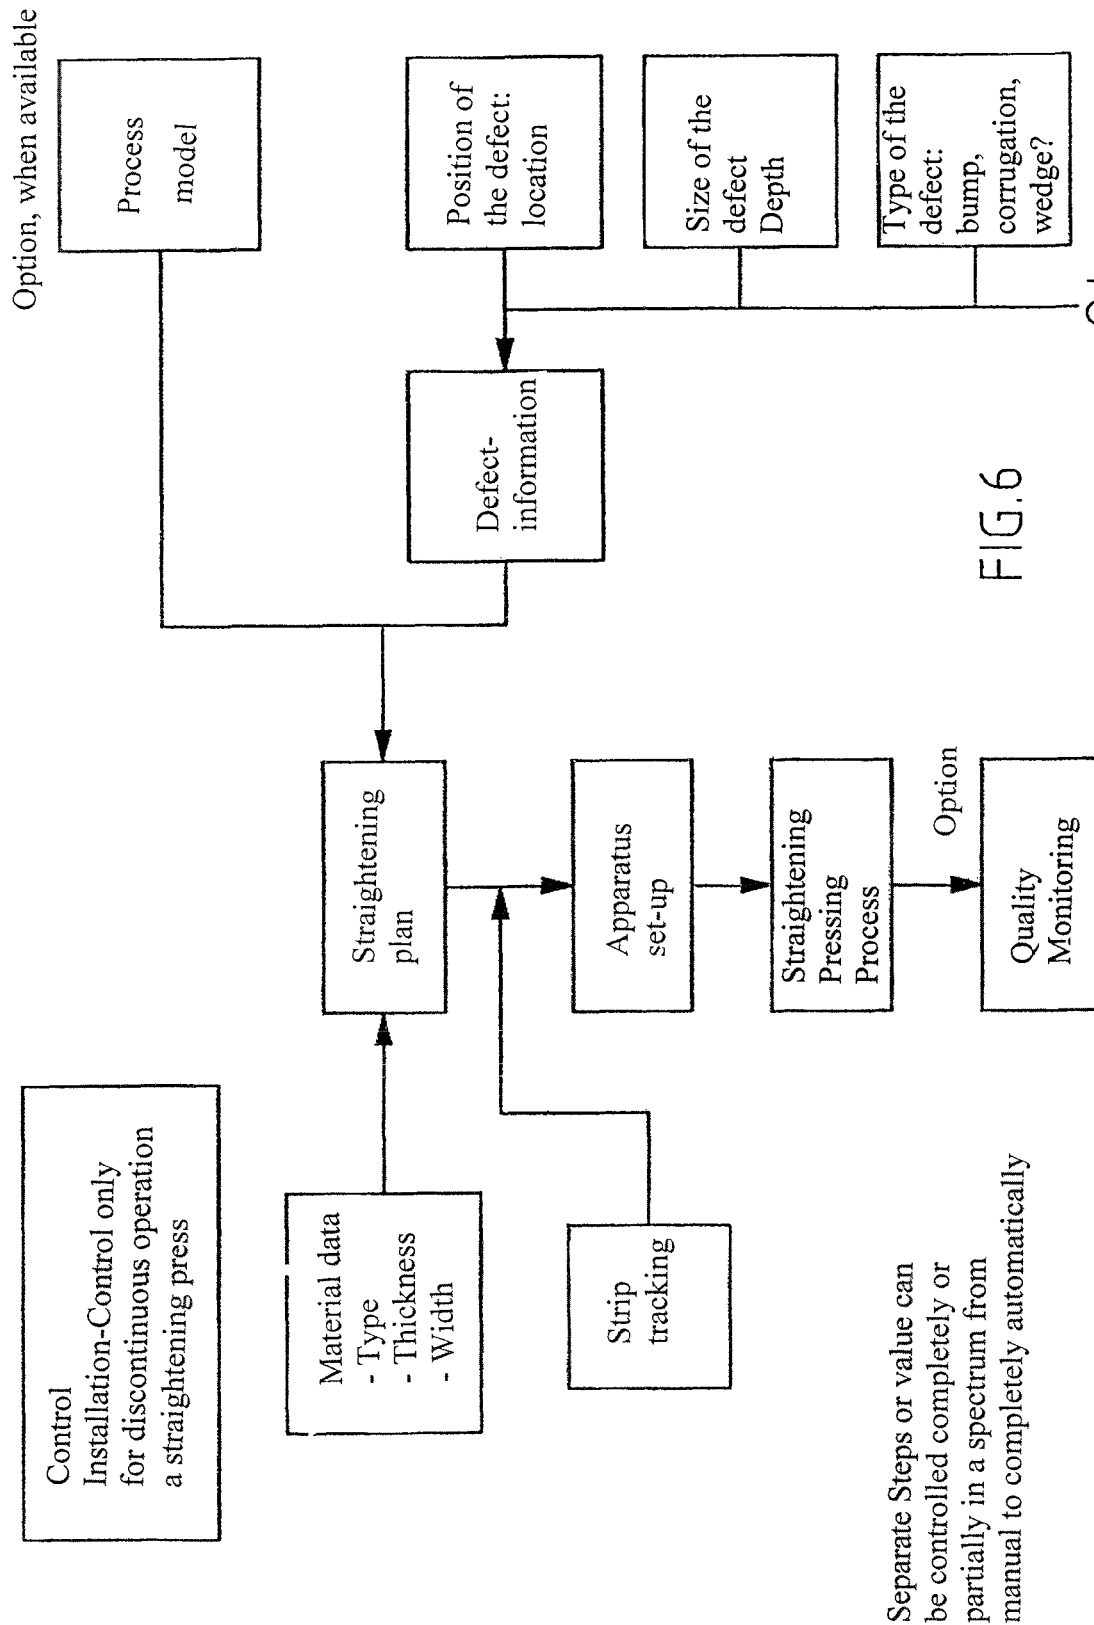 Control
Installation-Control only
for discontinuous operation
a straightening press
Option, when available
Process
model
Material data
- Type
- Thickness
- Width
Straightening
plan
Defect-
information
Position of
the defect:
location
Size of the
defect
Depth
Type of the
defect:
bump,
corrugation,
wedge?
Strip
tracking
Apparatus
set-up
Straightening
Pressing
Process
Option
Quality
Monitoring
Separate Steps or value can
be controlled completely or
partially in a spectrum from
manual to completely automatically
FIG.6